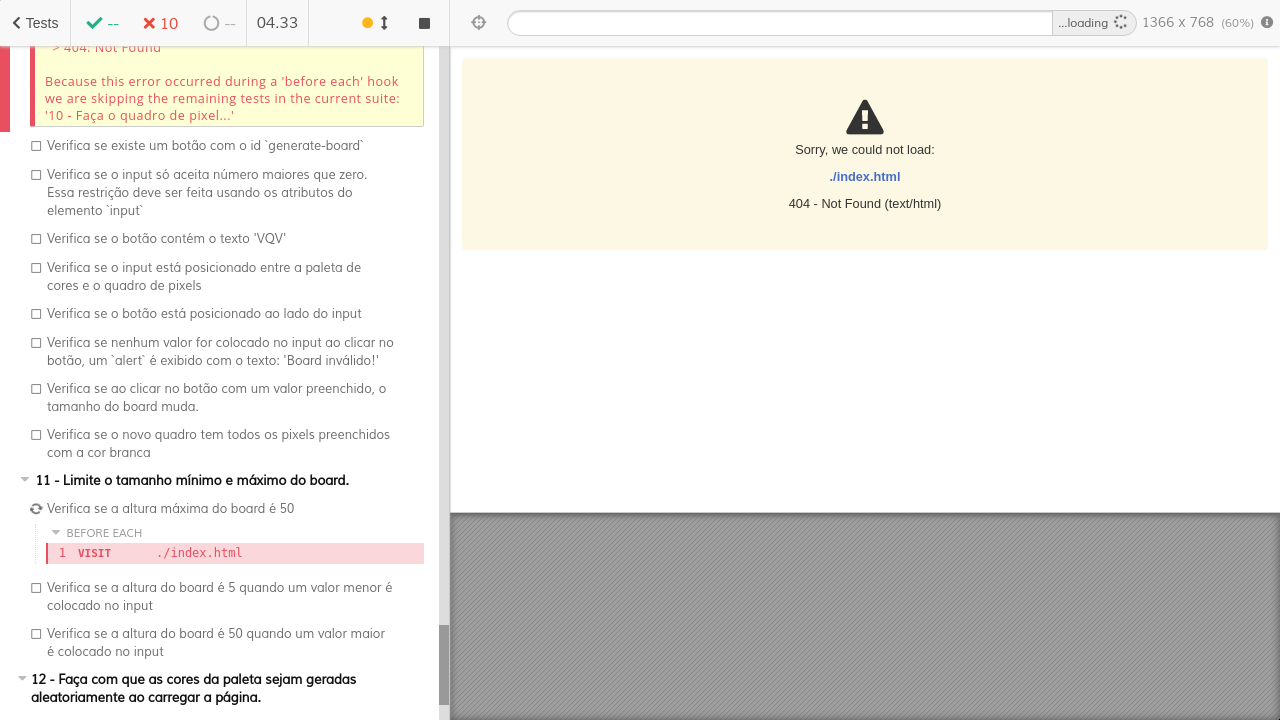 Tests
--
10
--
04.33
...loading
1366 x 768 (60%)
> 404: Not Found
Because this error occurred during a 'before each' hook
we are skipping the remaining tests in the current suite:
'10 - Faça o quadro de pixel...'
Verifica se existe um botão com o id `generate-board`
Verifica se o input só aceita número maiores que zero.
Essa restrição deve ser feita usando os atributos do
elemento `input`
Verifica se o botão contém o texto 'VQV'
Verifica se o input está posicionado entre a paleta de
cores e o quadro de pixels
Verifica se o botão está posicionado ao lado do input
Verifica se nenhum valor for colocado no input ao clicar no
botão, um `alert` é exibido com o texto: 'Board inválido!'
Verifica se ao clicar no botão com um valor preenchido, o
tamanho do board muda.
Verifica se o novo quadro tem todos os pixels preenchidos
com a cor branca
11 - Limite o tamanho mínimo e máximo do board.
Verifica se a altura máxima do board é 50
BEFORE EACH
1 VISIT ./index.html
Verifica se a altura do board é 5 quando um valor menor é
colocado no input
Verifica se a altura do board é 50 quando um valor maior
é colocado no input
12 - Faça com que as cores da paleta sejam geradas
aleatoriamente ao carregar a página.
Sorry, we could not load:
./index.html
404 - Not Found (text/html)